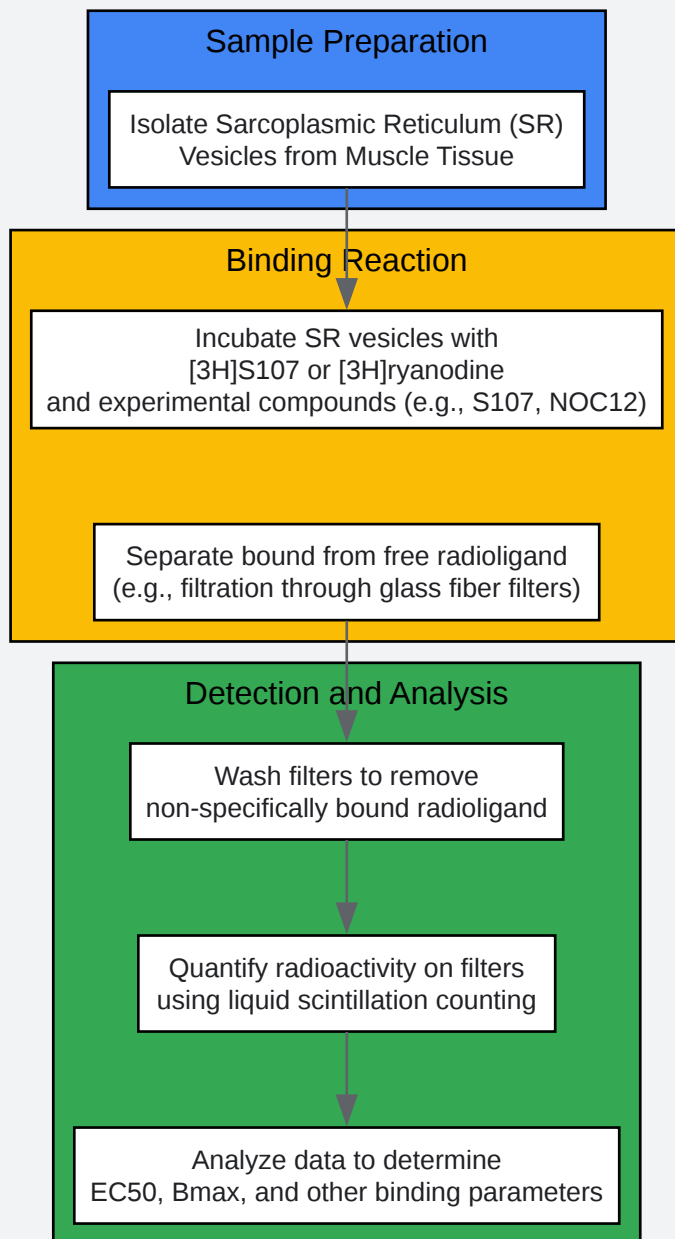 Sample Preparation
Isolate Sarcoplasmic Reticulum (SR)
Vesicles from Muscle Tissue
Binding Reaction
Incubate SR vesicles with
[3H]S107 or [3H]ryanodine
and experimental compounds (e.g., S107, NOC12)
Separate bound from free radioligand
(e.g., filtration through glass fiber filters)
Detection and Analysis
Wash filters to remove
non-specifically bound radioligand
Quantify radioactivity on filters
using liquid scintillation counting
Analyze data to determine
EC50, Bmax, and other binding parameters